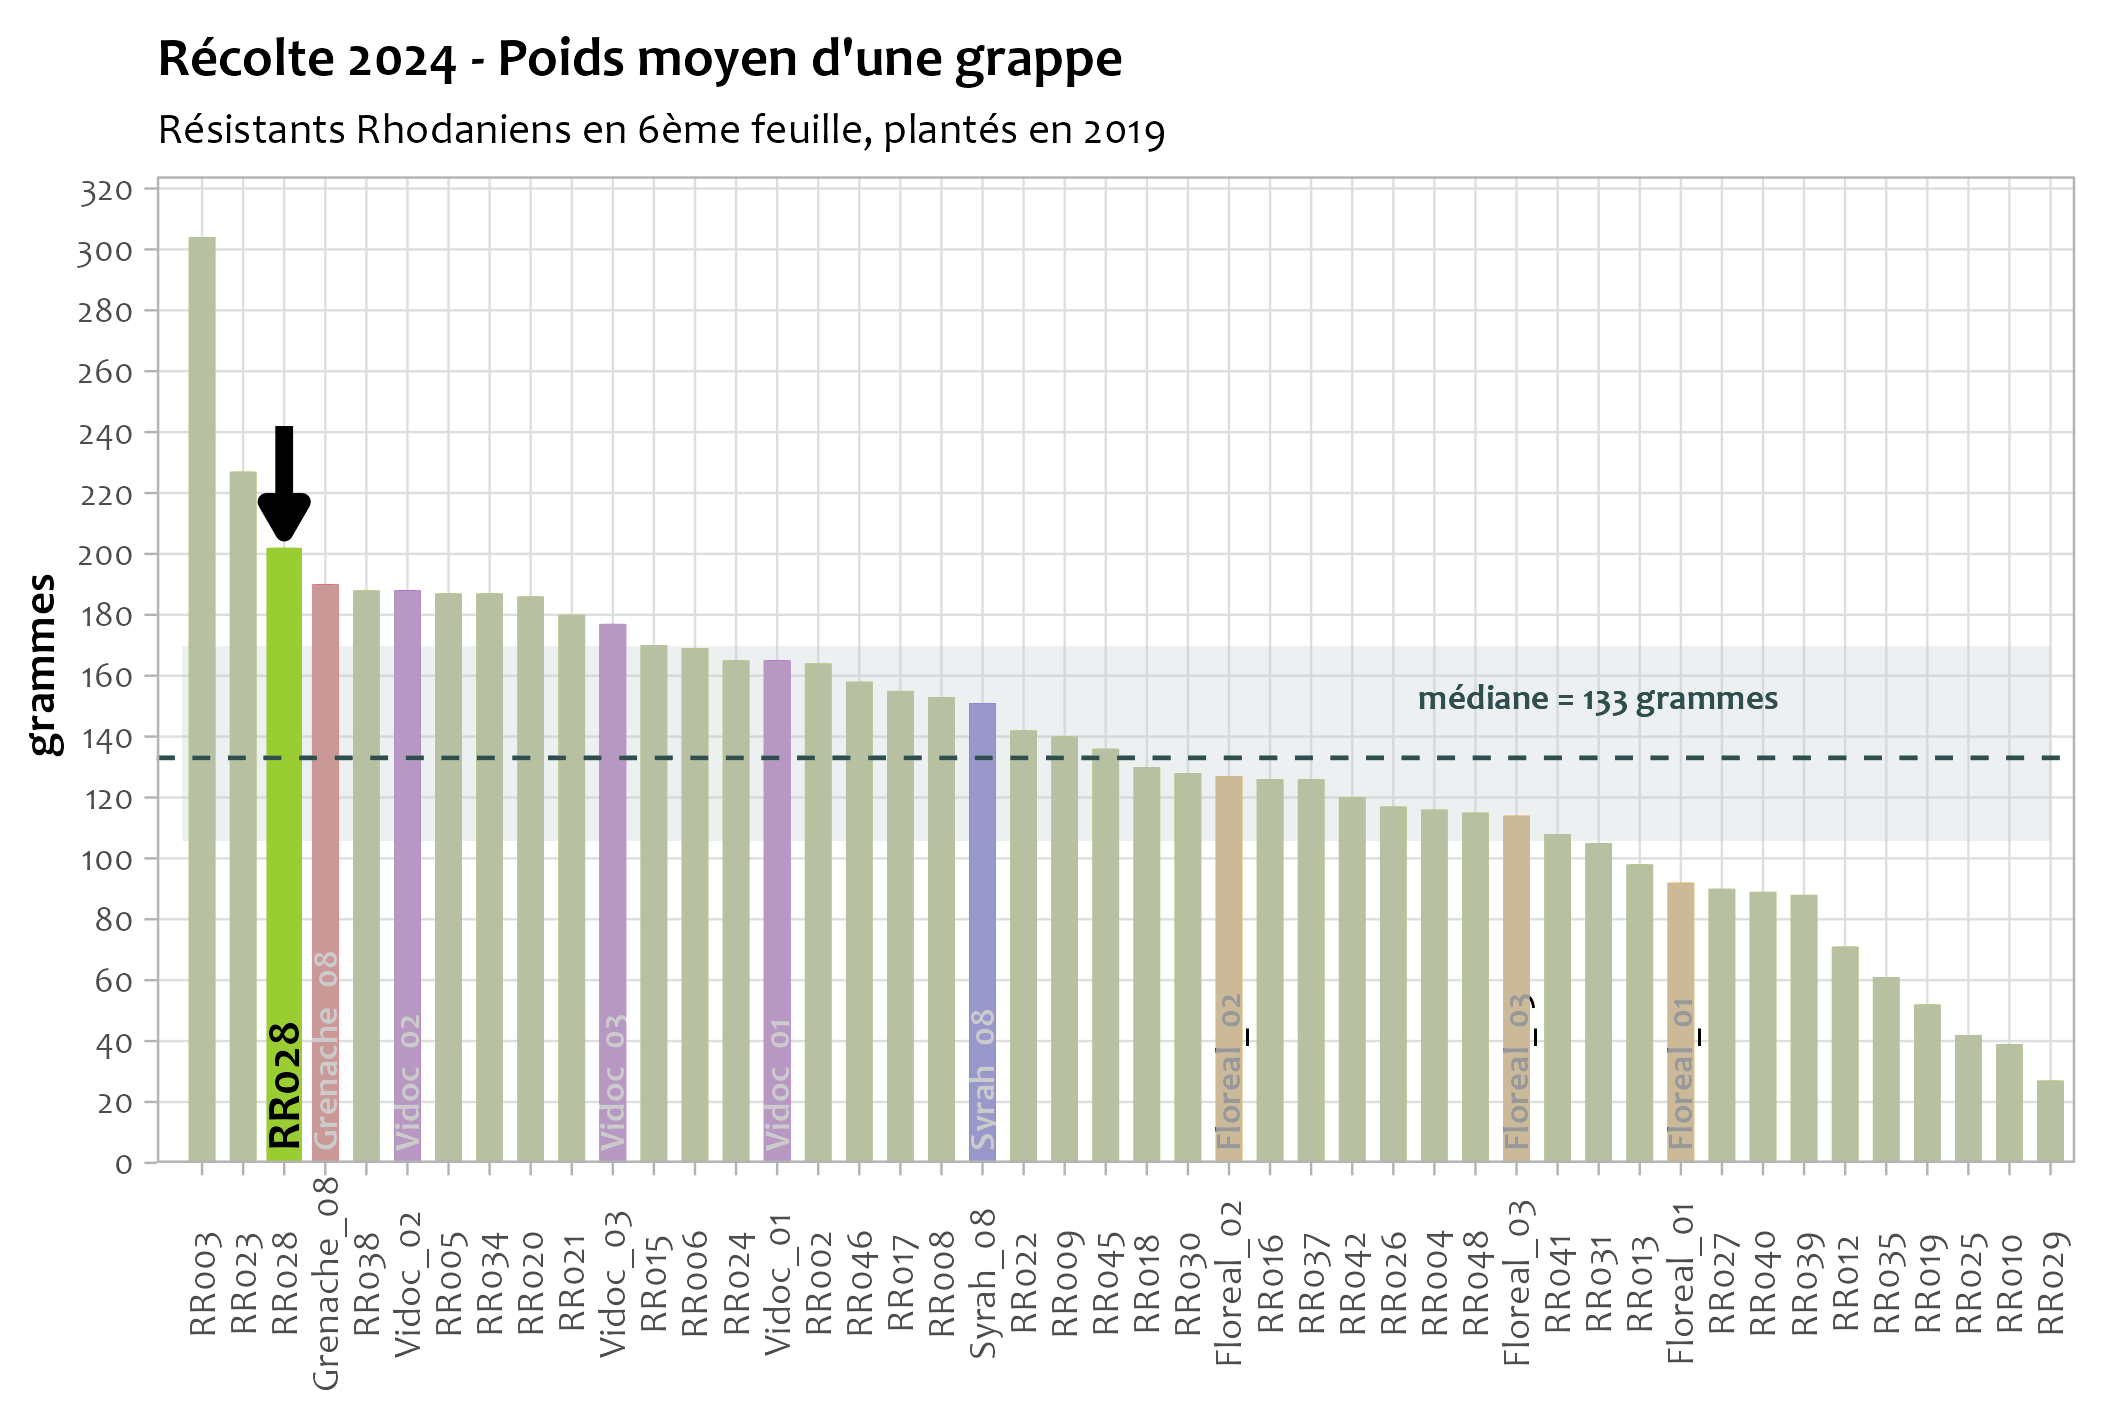 Récolte 2024 - Poids moyen d'une grappe
Résistants Rhodaniens en 6ème feuille, plantés en 2019
grammes
320
300
280
260
240
220
200
180
160
140
120
100
80
60
40
20
0
médiane = 133 grammes
RR028
Grenache_08
Vidoc_02
Vidoc_03
Vidoc_01
Syrah_08
Floreal_02
Floreal_03
Floreal_01
RR003
RR023
RR028
Grenache_08
RR038
Vidoc_02
RR005
RR034
RR020
RR021
Vidoc_03
RR015
RR006
RR024
Vidoc_01
RR002
RR046
RR017
RR008
Syrah_08
RR022
RR009
RR045
RR018
RR030
Floreal_02
RR016
RR037
RR042
RR026
RR004
RR048
Floreal_03
RR041
RR031
RR013
Floreal_01
RR027
RR040
RR039
RR012
RR035
RR019
RR025
RR010
RR029